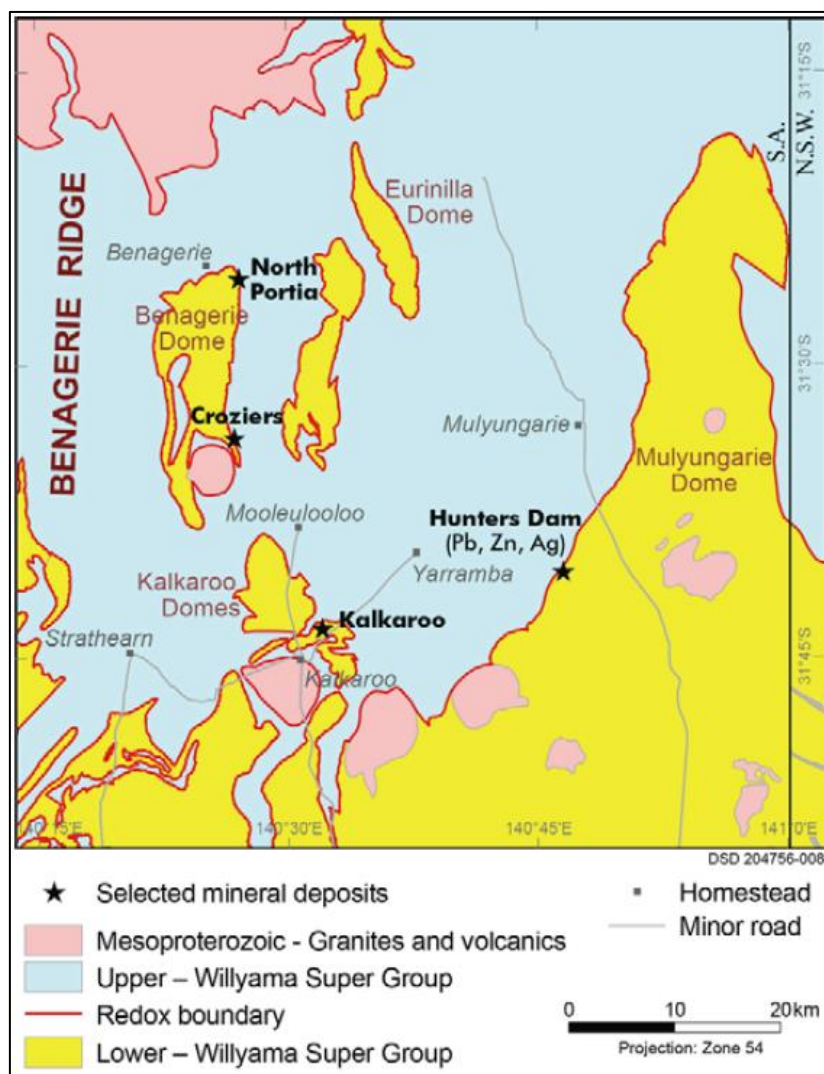 31°15'S
S.A.
N.S.W.
Eurinilla
Dome
BENAGERIE RIDGE
Benagerie
North
Portia
Benagerie
Dome
31°30'S
Croziers
Mulyungarie
Mulyungarie
Dome
Mooleulooloo
Hunters Dam
(Pb, Zn, Ag)
Yarramba
Kalkaroo
Domes
Kalkaroo
Strathearn
Kalkaroo
31°45'S
140°15'E
140°30'E
140°45'E
141°0'E
DSD 204756-008
Selected mineral deposits
Homestead
Minor road
Mesoproterozoic - Granites and volcanics
Upper – Willyama Super Group
Redox boundary
0 10 20km
Lower – Willyama Super Group
Projection: Zone 54